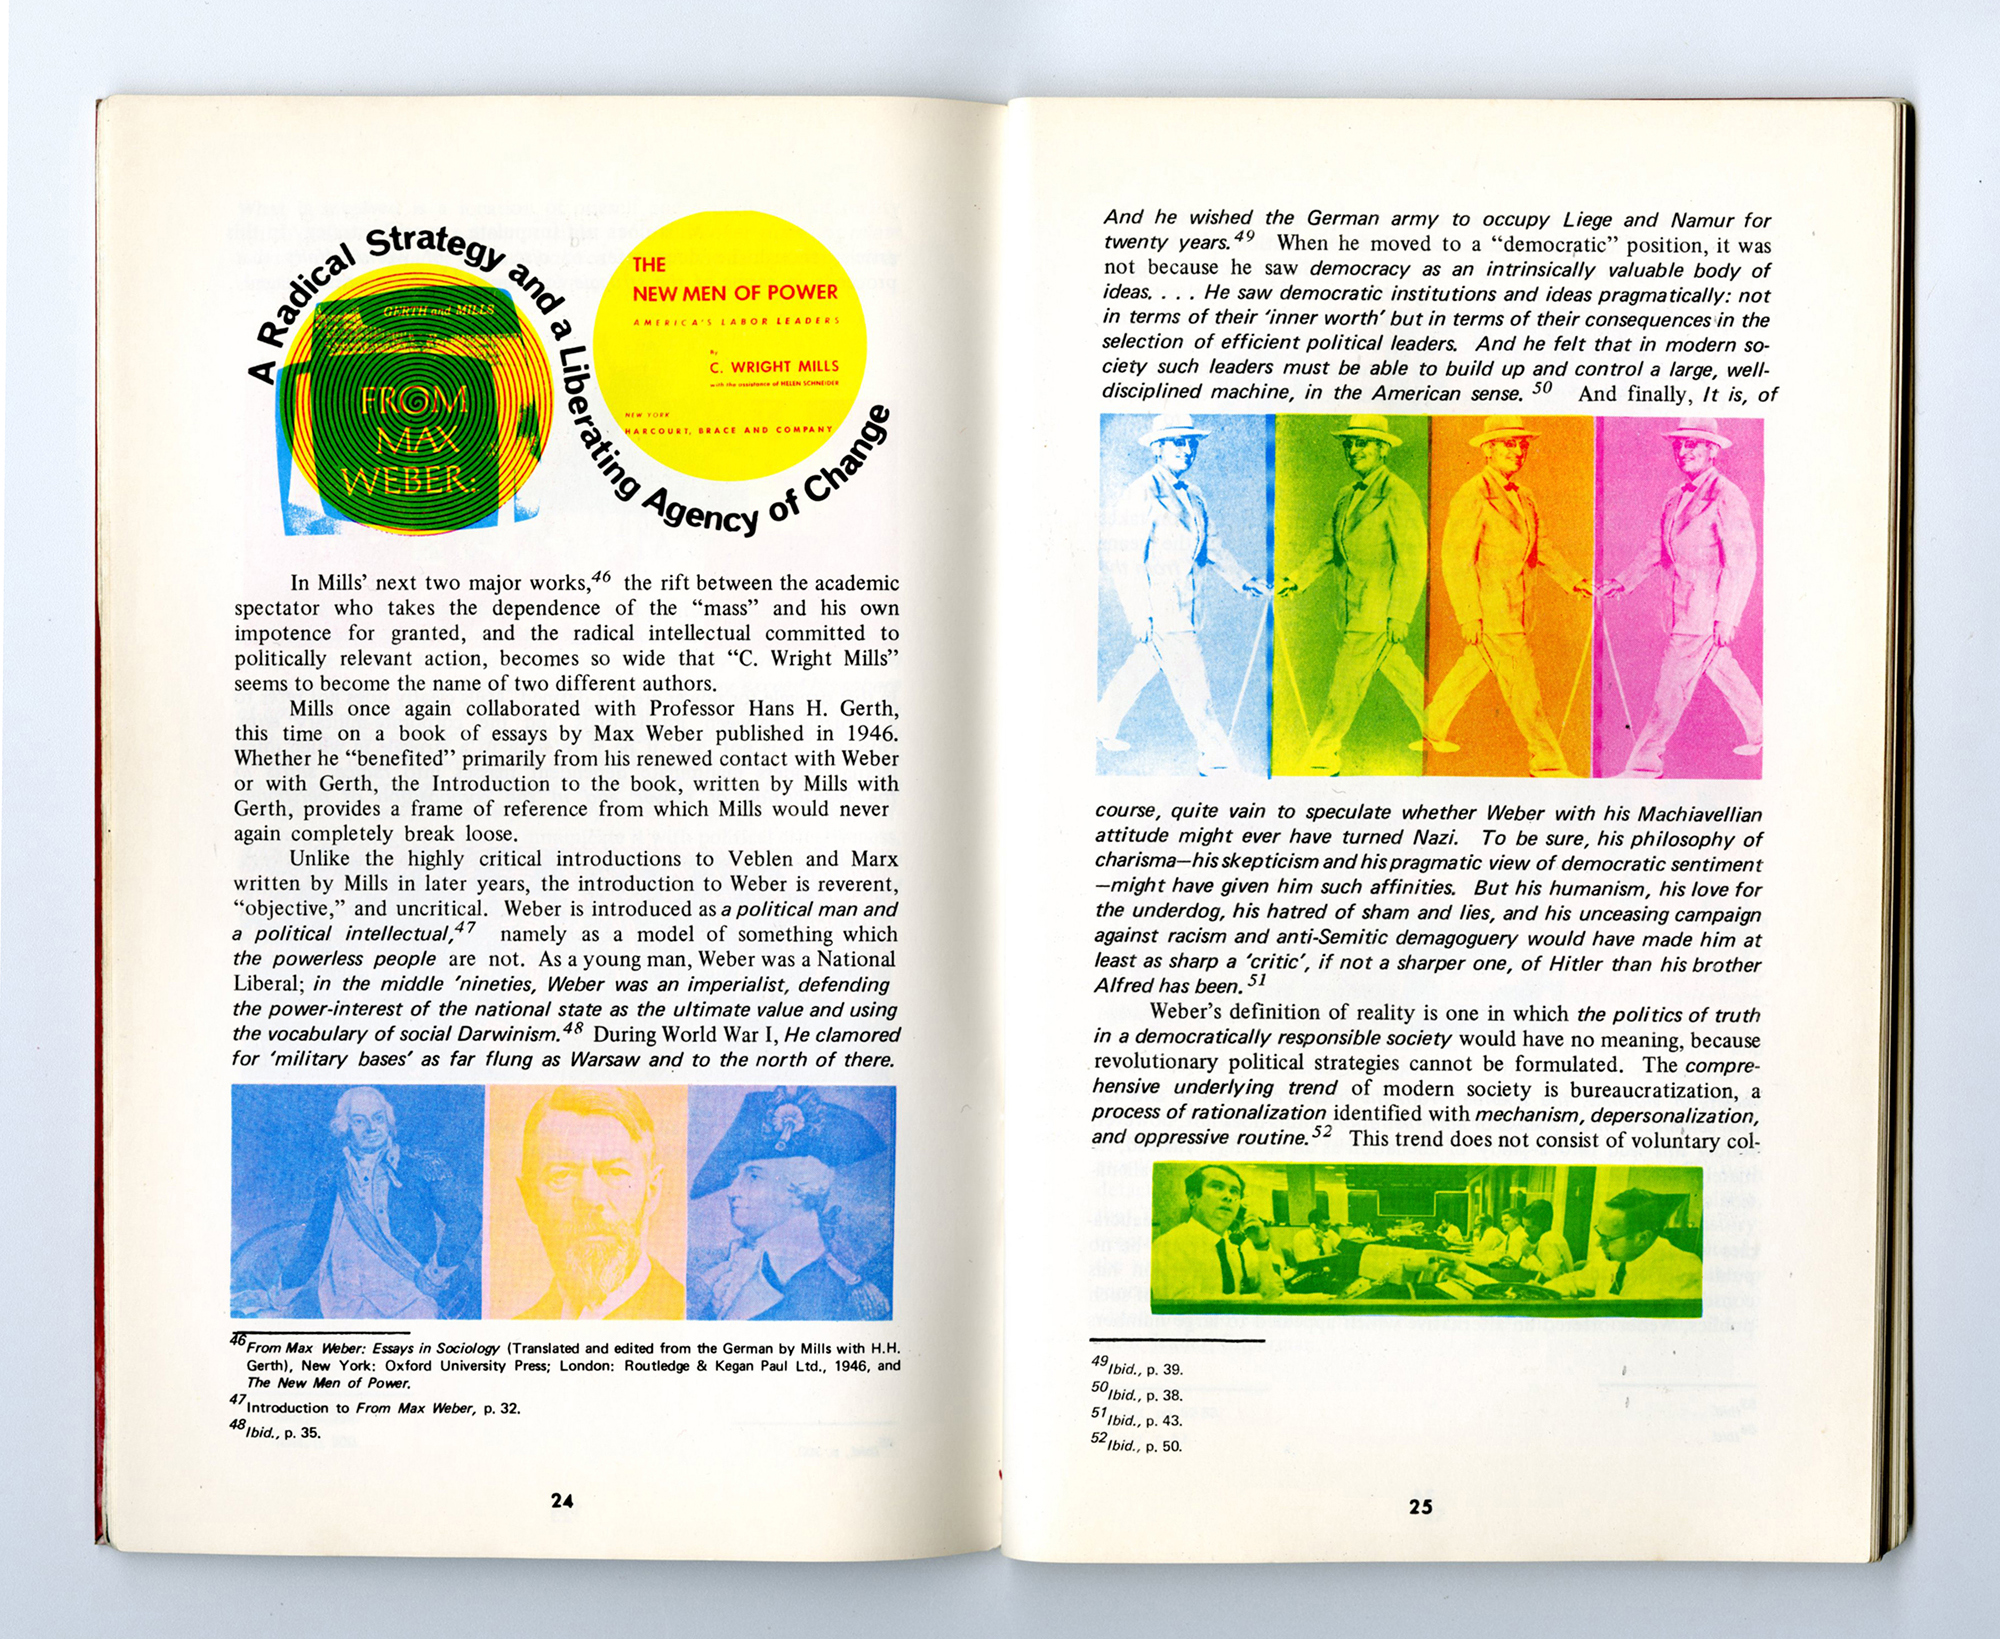 A Radical Strategy and a Liberating Agency of Change
GERTH and MILLS
FROM
MAX
WEBER:
THE
NEW MEN OF POWER
AMERICA'S LABOR LEADERS
By
C. WRIGHT MILLS
with the assistance of HELEN SCHNEIDER
NEW YORK
HARCOURT, BRACE AND COMPANY
In Mills' next two major works,46 the rift between the academic
spectator who takes the dependence of the “mass” and his own
impotence for granted, and the radical intellectual committed to
politically relevant action, becomes so wide that “C. Wright Mills”
seems to become the name of two different authors.
Mills once again collaborated with Professor Hans H. Gerth,
this time on a book of essays by Max Weber published in 1946.
Whether he “benefited” primarily from his renewed contact with Weber
or with Gerth, the Introduction to the book, written by Mills with
Gerth, provides a frame of reference from which Mills would never
again completely break loose.
Unlike the highly critical introductions to Veblen and Marx
written by Mills in later years, the introduction to Weber is reverent,
“objective,” and uncritical. Weber is introduced as a political man and
a political intellectual,47 namely as a model of something which
the powerless people are not. As a young man, Weber was a National
Liberal; in the middle 'nineties, Weber was an imperialist, defending
the power-interest of the national state as the ultimate value and using
the vocabulary of social Darwinism.48 During World War I, He clamored
for 'military bases' as far flung as Warsaw and to the north of there.
46From Max Weber: Essays in Sociology (Translated and edited from the German by Mills with H.H.
Gerth), New York: Oxford University Press; London: Routledge & Kegan Paul Ltd., 1946, and
The New Men of Power.
47Introduction to From Max Weber, p. 32.
48Ibid., p. 35.
24
And he wished the German army to occupy Liege and Namur for
twenty years.49 When he moved to a “democratic” position, it was
not because he saw democracy as an intrinsically valuable body of
ideas. . . . He saw democratic institutions and ideas pragmatically: not
in terms of their 'inner worth' but in terms of their consequences in the
selection of efficient political leaders. And he felt that in modern so-
ciety such leaders must be able to build up and control a large, well-
disciplined machine, in the American sense. 50 And finally, It is, of
course, quite vain to speculate whether Weber with his Machiavellian
attitude might ever have turned Nazi. To be sure, his philosophy of
charisma—his skepticism and his pragmatic view of democratic sentiment
—might have given him such affinities. But his humanism, his love for
the underdog, his hatred of sham and lies, and his unceasing campaign
against racism and anti-Semitic demagoguery would have made him at
least as sharp a 'critic', if not a sharper one, of Hitler than his brother
Alfred has been. 51
Weber's definition of reality is one in which the politics of truth
in a democratically responsible society would have no meaning, because
revolutionary political strategies cannot be formulated. The compre-
hensive underlying trend of modern society is bureaucratization, a
process of rationalization identified with mechanism, depersonalization,
and oppressive routine.52 This trend does not consist of voluntary col-
49Ibid., p. 39.
50Ibid., p. 38.
51Ibid., p. 43.
52Ibid., p. 50.
25